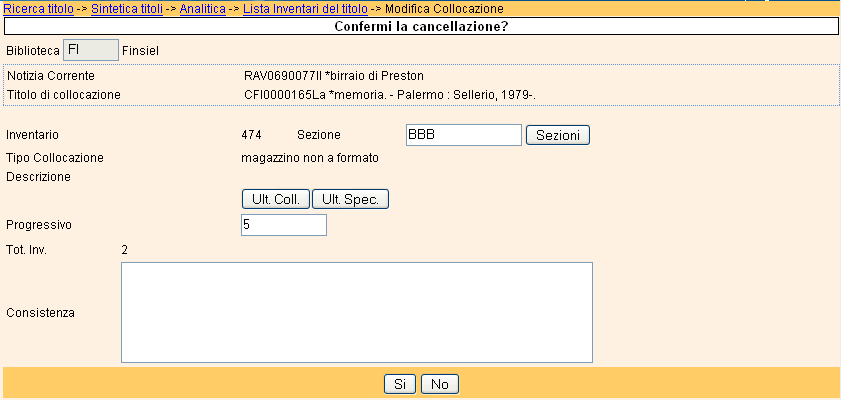 Ricerca titolo -> Sintetica titoli -> Analitica -> Lista Inventari del titolo -> Modifica Collocazione
Confermi la cancellazione?
Biblioteca FI Finsiel
Notizia Corrente RAV0690077Il *birraio di Preston
Titolo di collocazione CFI0000165La *memoria. - Palermo : Sellerio, 1979-.
Inventario 474 Sezione BBB Sezioni
Tipo Collocazione magazzino non a formato
Descrizione
Ult. Coll. Ult. Spec.
Progressivo 5
Tot. Inv. 2
Consistenza
Si No